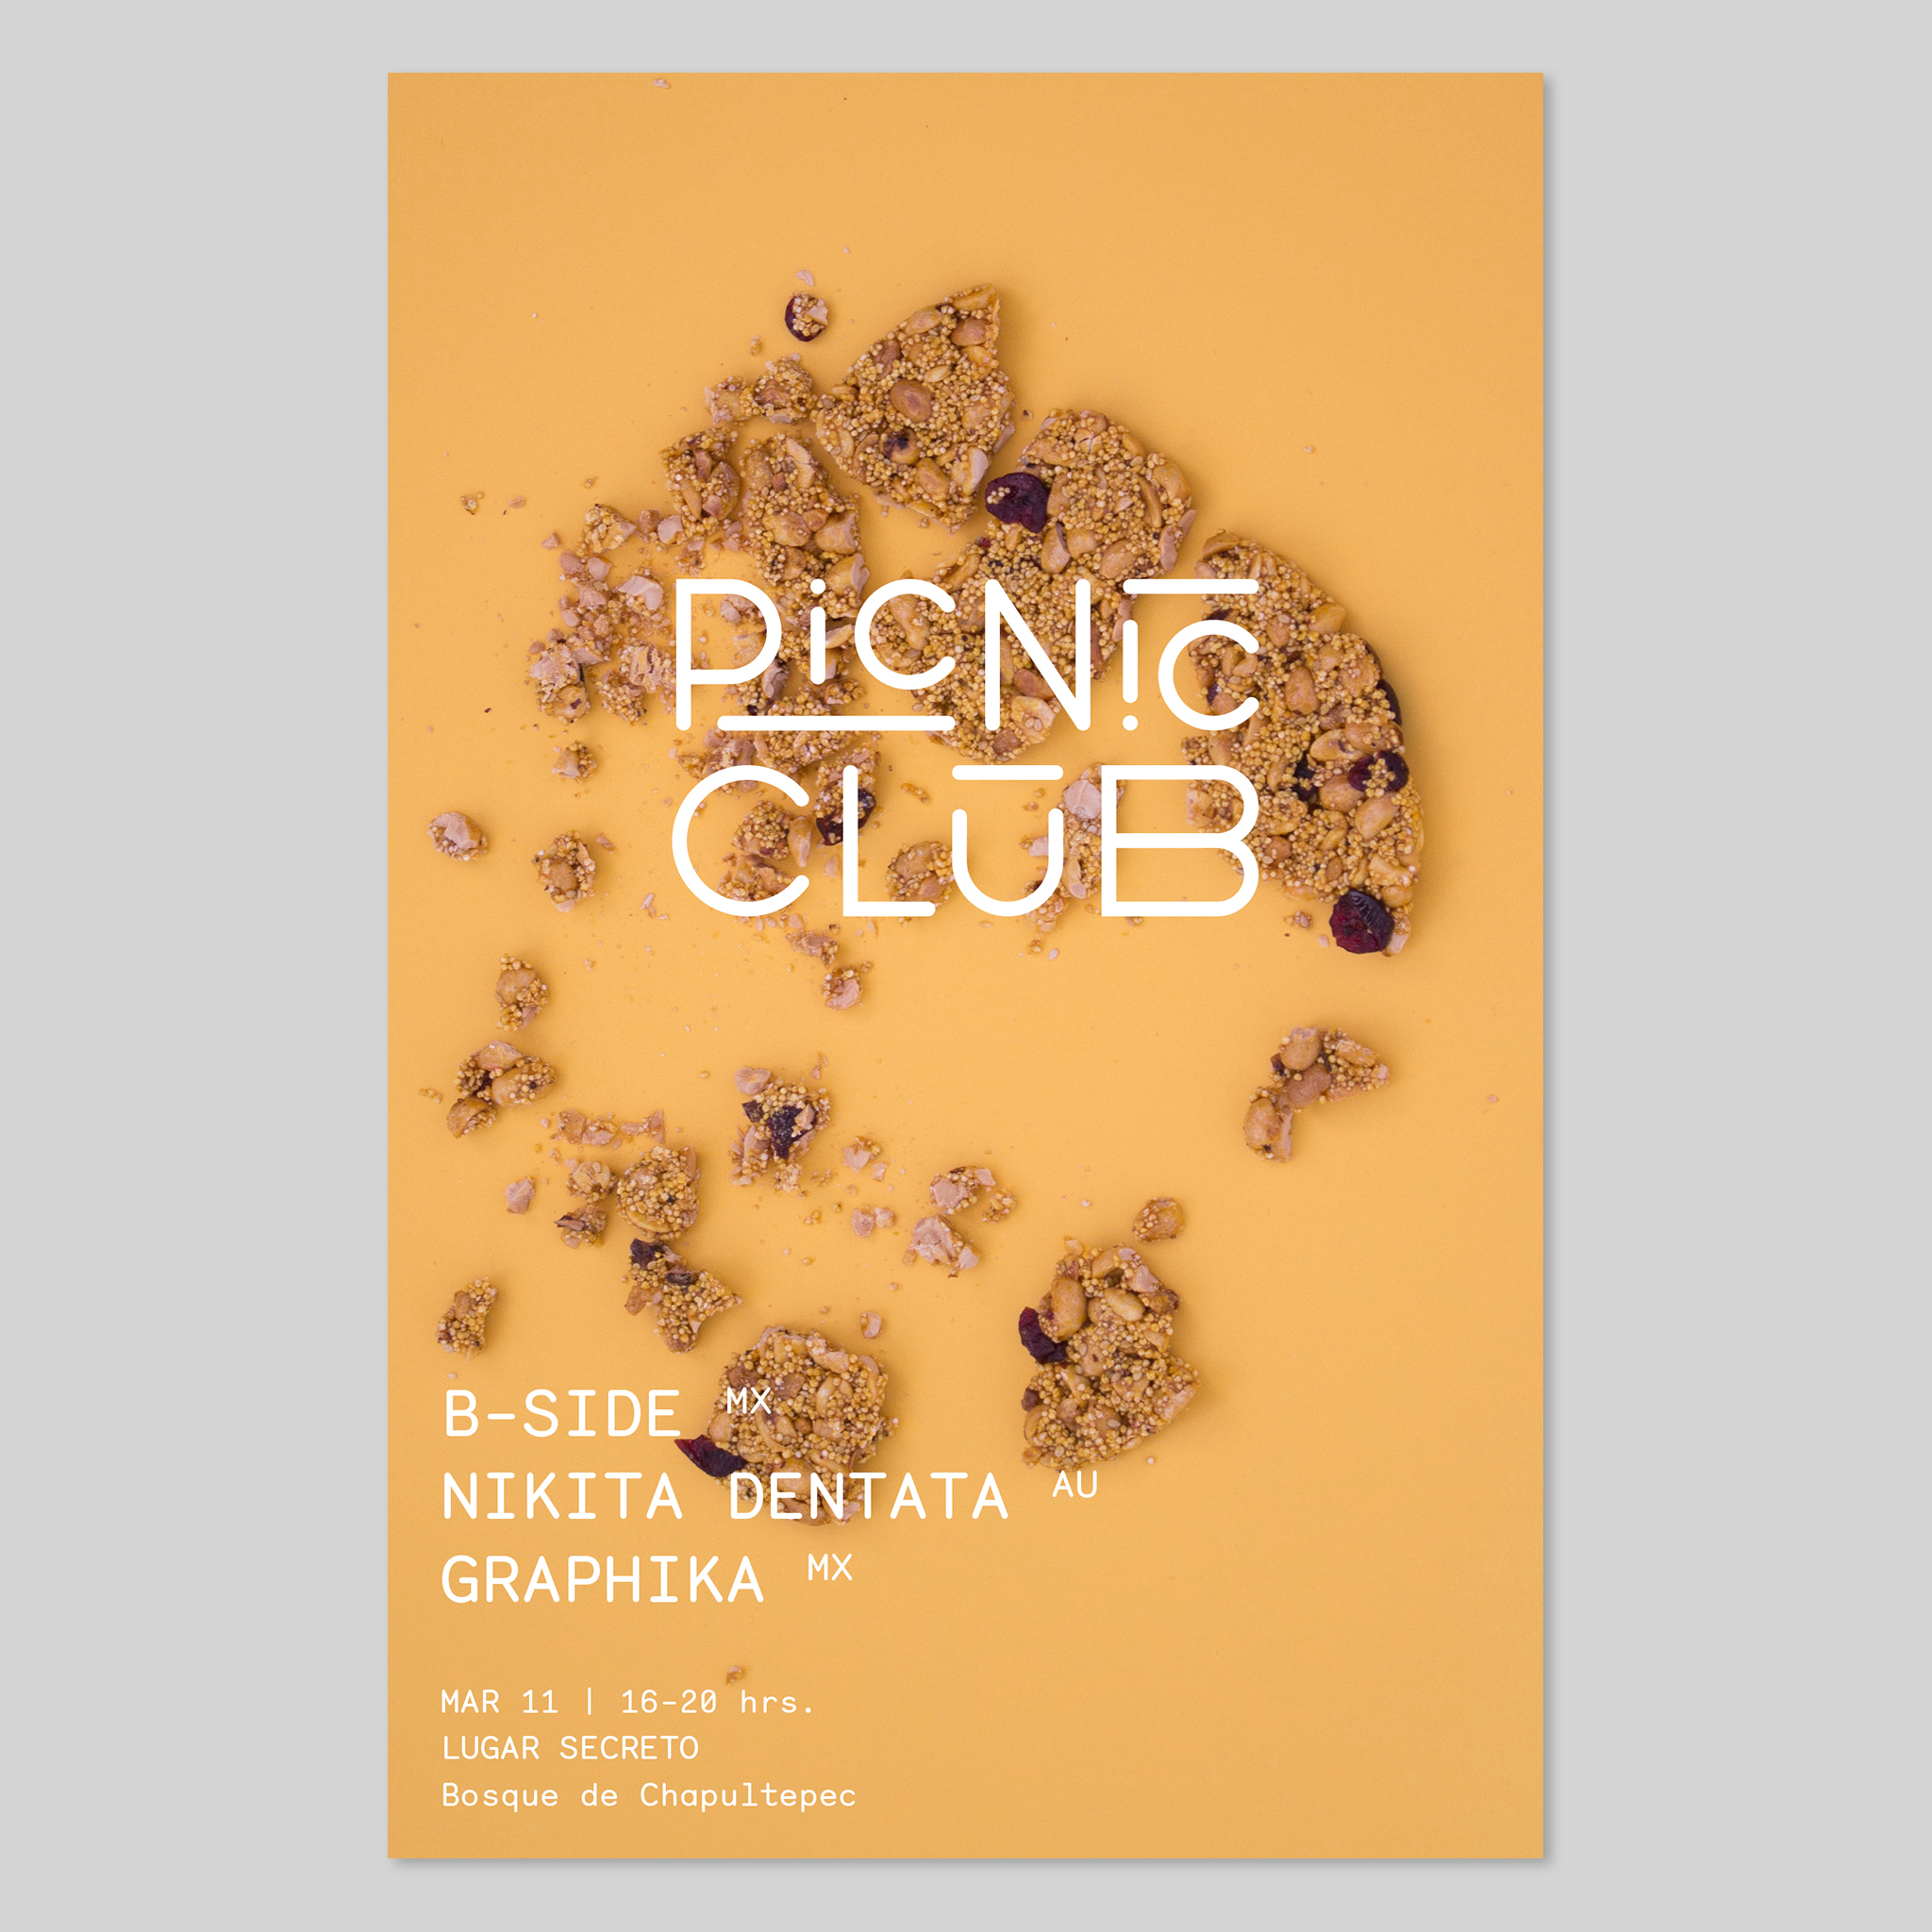 PiCNiC
CLUB
B-SIDE MX
NIKITA DENTATA AU
GRAPHIKA MX
MAR 11 | 16-20 hrs.
LUGAR SECRETO
Bosque de Chapultepec